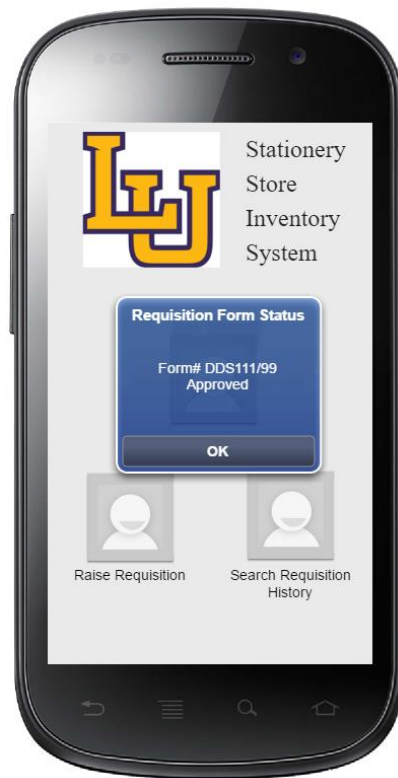 LU
Stationery
Store
Inventory
System
Requisition Form Status
Form# DDS111/99
Approved
OK
Raise Requisition
Search Requisition
History